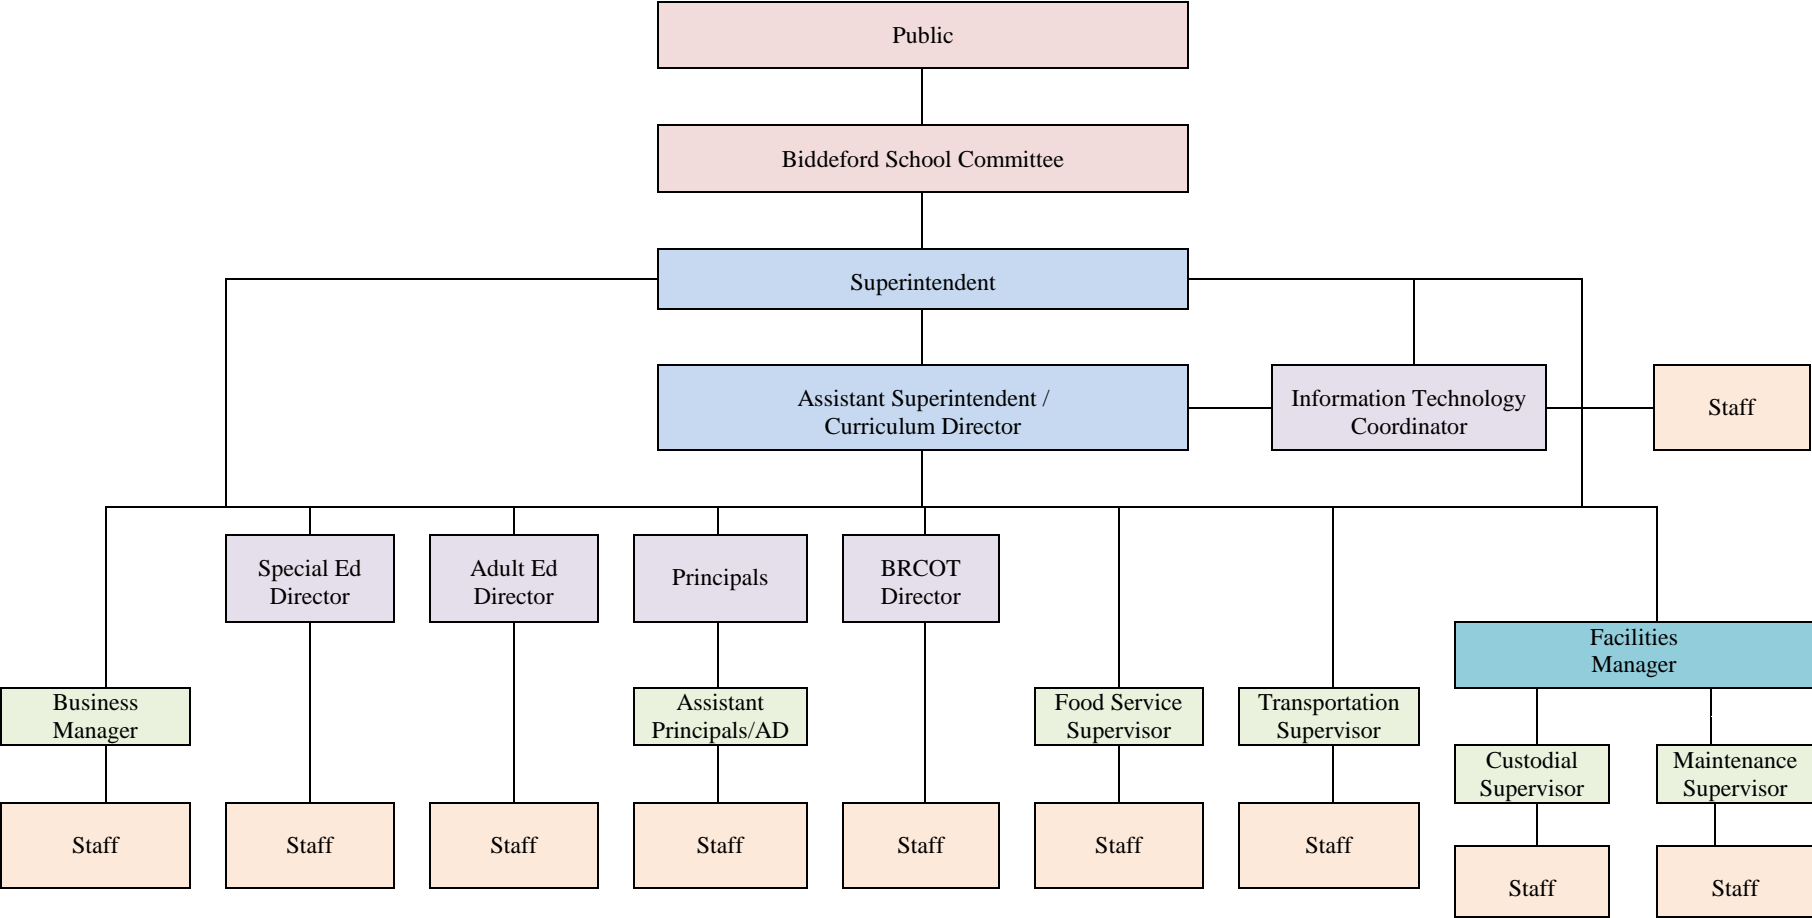 Public
Biddeford School Committee
Superintendent
Assistant Superintendent /
Curriculum Director
Information Technology
Coordinator
Staff
Special Ed
Director
Adult Ed
Director
Principals
BRCOT
Director
Facilities
Manager
Business
Manager
Assistant
Principals/AD
Food Service
Supervisor
Transportation
Supervisor
Custodial
Supervisor
Maintenance
Supervisor
Staff
Staff
Staff
Staff
Staff
Staff
Staff
Staff
Staff